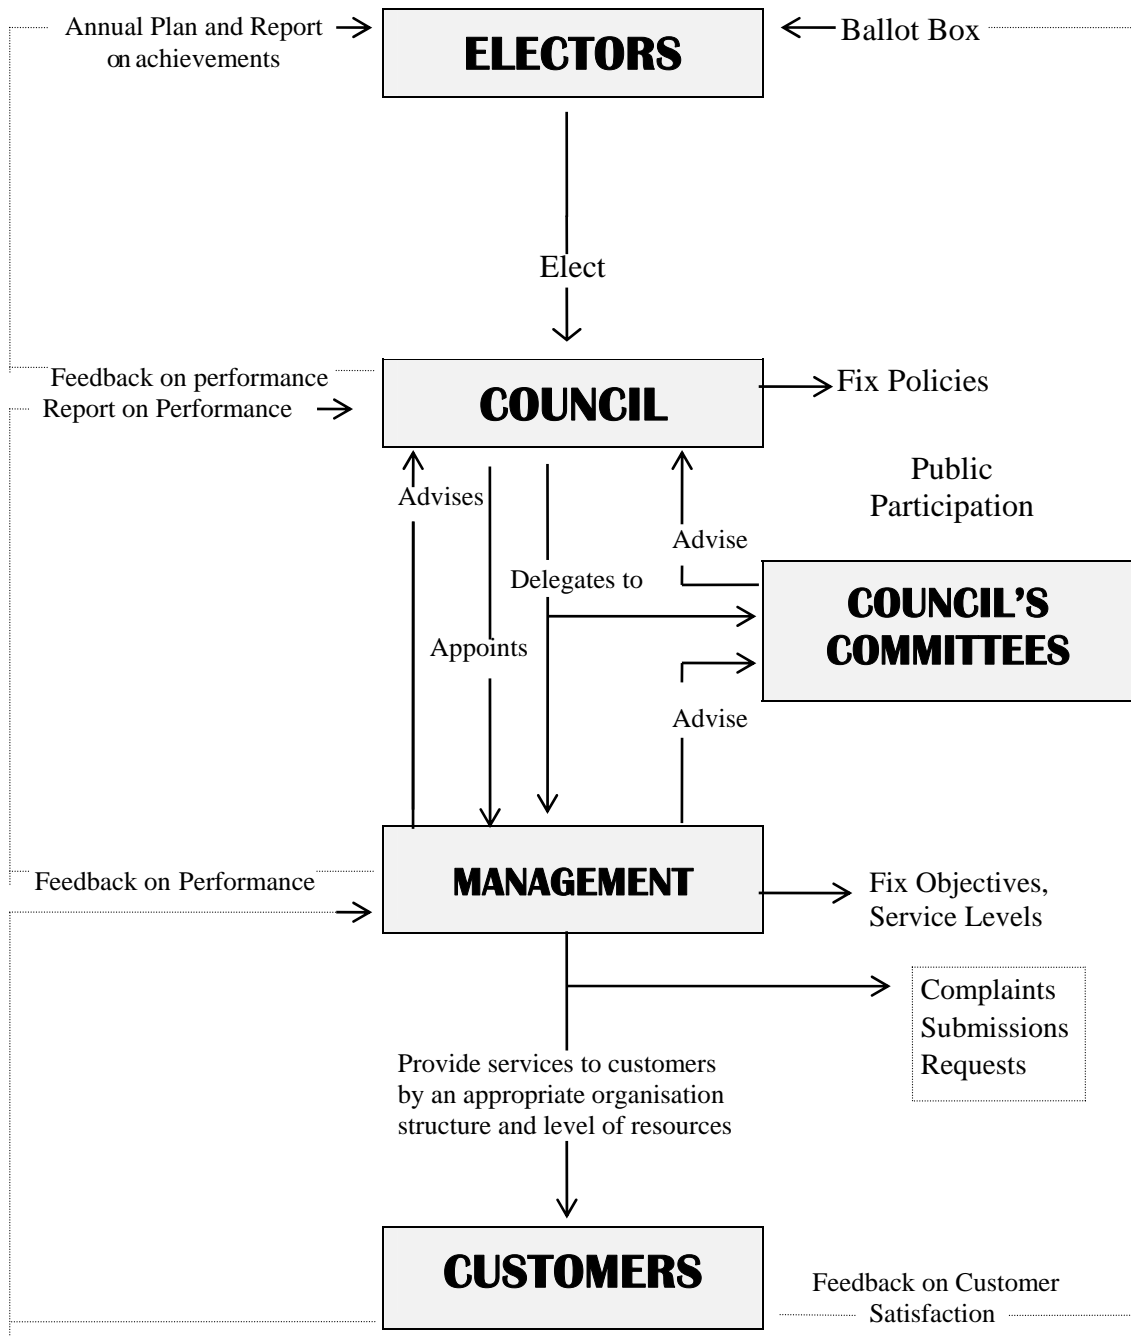 Annual Plan and Report
on achievements
ELECTORS
Ballot Box
Elect
Feedback on performance
Report on Performance
COUNCIL
Fix Policies
Public
Participation
Advises
Advise
Delegates to
COUNCIL'S
COMMITTEES
Appoints
Advise
Feedback on Performance
MANAGEMENT
Fix Objectives,
Service Levels
Complaints
Submissions
Requests
Provide services to customers
by an appropriate organisation
structure and level of resources
CUSTOMERS
Feedback on Customer
Satisfaction